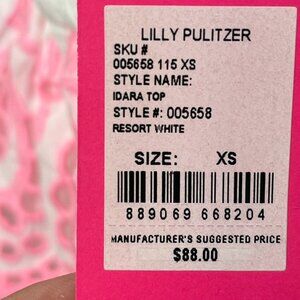 LILLY PULITZER
SKU #
005658 115 XS
STYLE NAME:
IDARA TOP
STYLE #: 005658
RESORT WHITE
SIZE: XS
889069 668204
MANUFACTURER'S SUGGESTED PRICE
$88.00